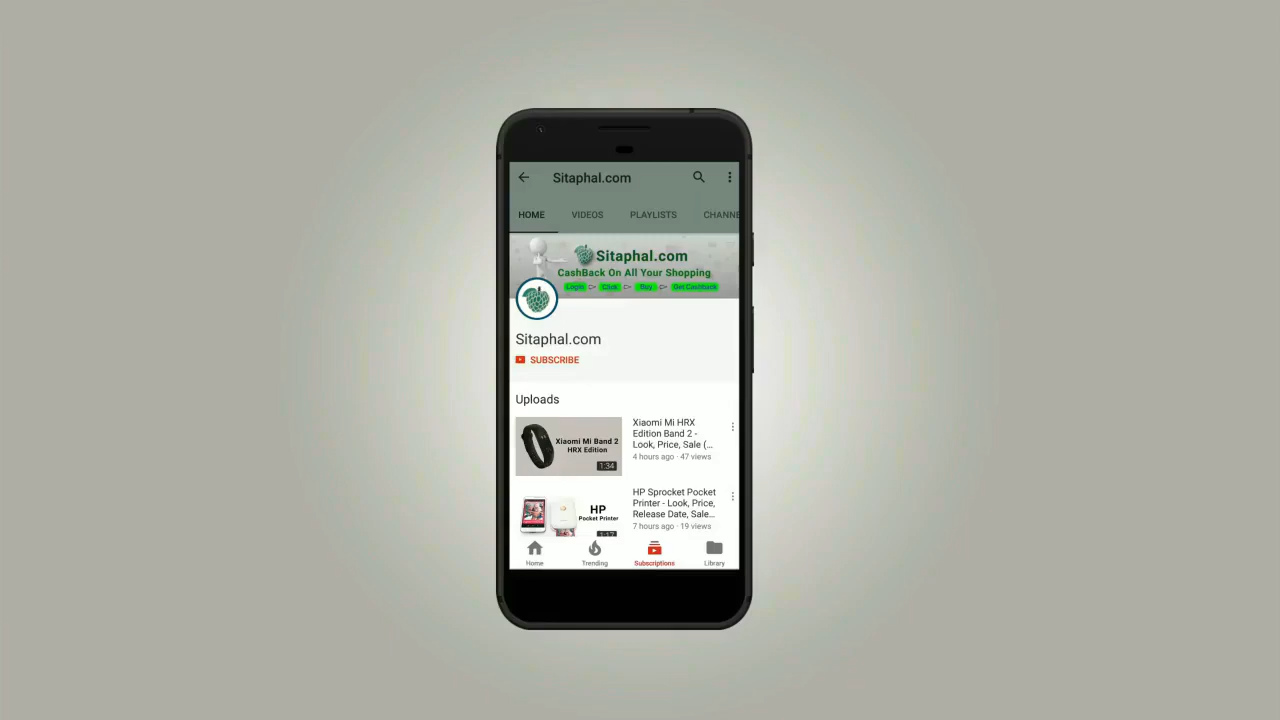 Sitaphal.com
HOME VIDEOS PLAYLISTS CHANNE
Sitaphal.com
CashBack On All Your Shopping
Login Click Buy Get Cashback
Sitaphal.com
SUBSCRIBE
Uploads
Xiaomi Mi Band 2
HRX Edition
1:34
Xiaomi Mi HRX
Edition Band 2 -
Look, Price, Sale (...
4 hours ago · 47 views
HP
Pocket Printer
1:17
HP Sprocket Pocket
Printer - Look, Price,
Release Date, Sale...
7 hours ago · 19 views
Home Trending Subscriptions Library